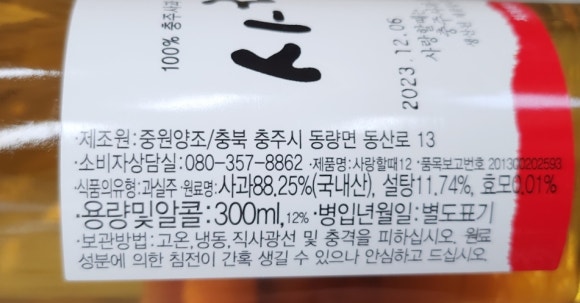 100% 충주사과
2023.12.06
사랑할때
·제조원:중원양조/충북 충주시 동량면 동산로 13
·소비자상담실:080-357-8862 ·제품명:사랑할때12 ·품목보고번호 201300202593
·식품의유형:과실주·원료명:사과88.25%(국내산), 설탕11.74%, 효모0.01%
·용량및알콜:300ml,12%·병입년월일:별도표기
·보관방법:고온,냉동,직사광선 및 충격을 피하십시오. 원료
성분에 의한 침전이 간혹 생길 수 있으나 안심하고 드십시오